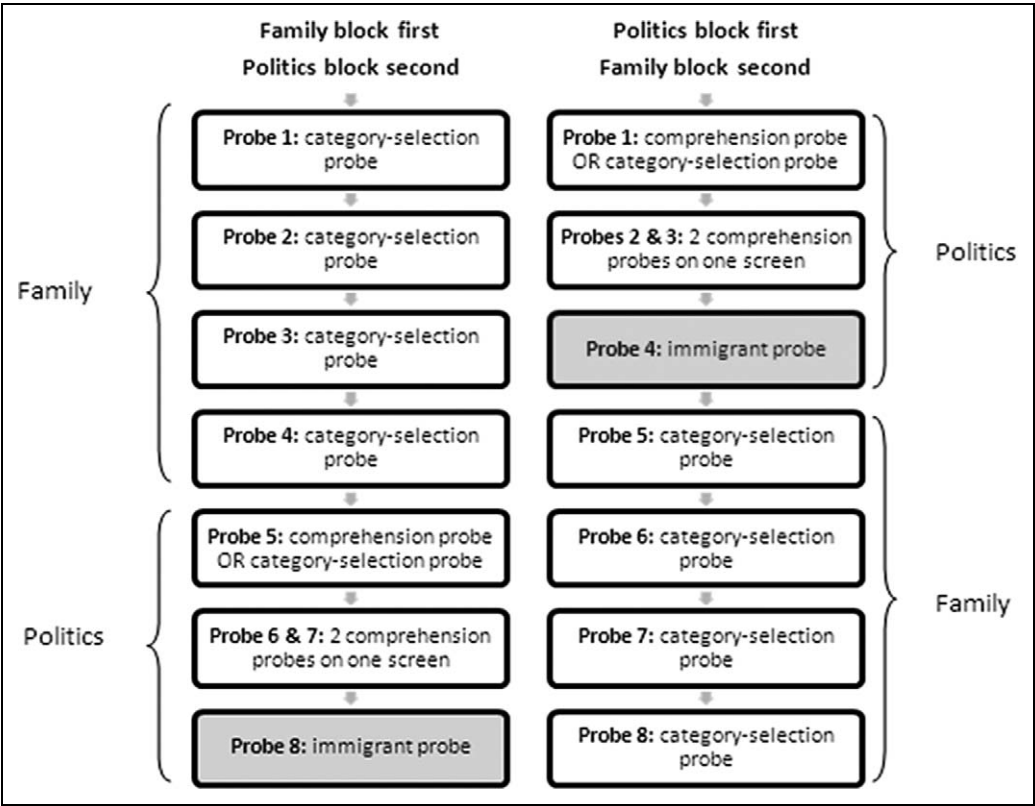 Family block first
Politics block second
Family
Probe 1: category-selection
probe
Probe 2: category-selection
probe
Probe 3: category-selection
probe
Probe 4: category-selection
probe
Politics
Probe 5: comprehension probe
OR category-selection probe
Probe 6 & 7: 2 comprehension
probes on one screen
Probe 8: immigrant probe
Politics block first
Family block second
Probe 1: comprehension probe
OR category-selection probe
Probes 2 & 3: 2 comprehension
probes on one screen
Probe 4: immigrant probe
Politics
Probe 5: category-selection
probe
Probe 6: category-selection
probe
Probe 7: category-selection
probe
Probe 8: category-selection
probe
Family